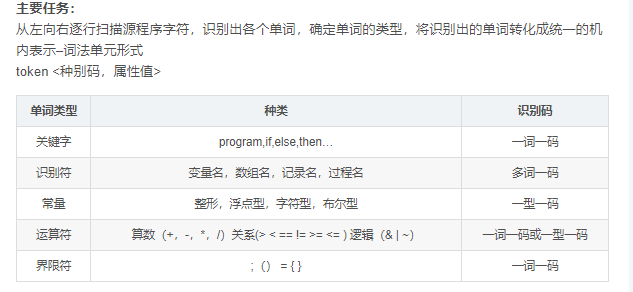 主要任务：
从左向右逐行扫描源程序字符，识别出各个单词，确定单词的类型，将识别出的单词转化成统一的机
内表示–词法单元形式
token <种别码，属性值>
单词类型 种类 识别码
关键字 program,if,else,then… 一词一码
识别符 变量名，数组名，记录名，过程名 多词一码
常量 整形，浮点型，字符型，布尔型 一型一码
运算符 算数（+，-，*，/）关系(> < == != >= <= ) 逻辑（& | ~） 一词一码或一型一码
界限符 ；（） = { } 一词一码